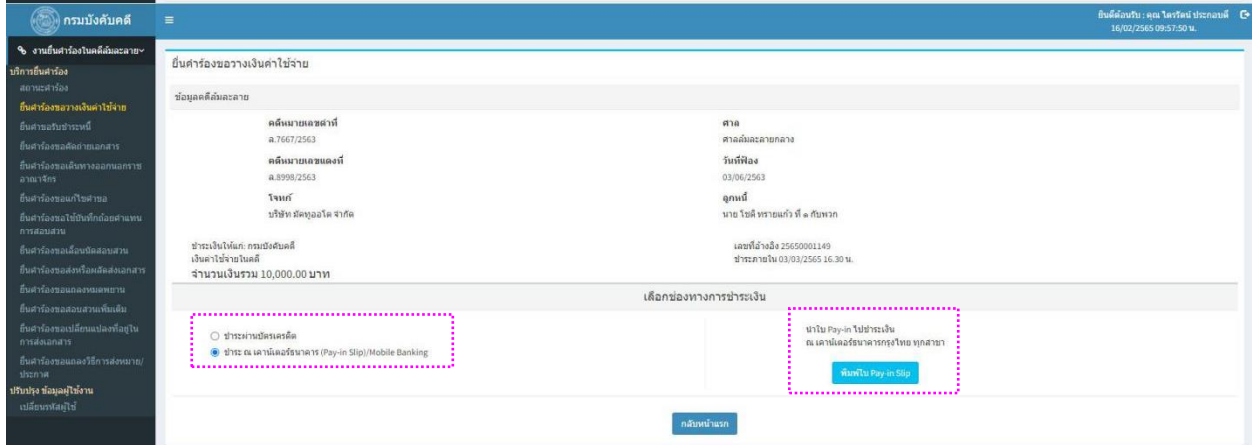 กรมบังคับคดี
ยินดีต้อนรับ : คุณ ไตรรัตน์ ประกอบดี
16/02/2565 09:57:50 น.
งานยื่นคำร้องในคดีล้มละลาย
บริการยื่นคำร้อง
สถานะคำร้อง
ยื่นคำร้องขอวางเงินค่าใช้จ่าย
ยื่นคำขอรับชำระหนี้
ยื่นคำร้องขอคัดถ่ายเอกสาร
ยื่นคำร้องขอเดินทางออกนอกราช
อาณาจักร
ยื่นคำร้องขอแก้ไขคำขอ
ยื่นคำร้องขอใช้บันทึกถ้อยคำแทน
การสอบสวน
ยื่นคำร้องขอเลื่อนนัดสอบสวน
ยื่นคำร้องขอส่งหรือผลัดส่งเอกสาร
ยื่นคำร้องขอแถลงหมดพยาน
ยื่นคำร้องขอสอบสวนเพิ่มเติม
ยื่นคำร้องขอเปลี่ยนแปลงที่อยู่ใน
การส่งเอกสาร
ยื่นคำร้องขอแถลงวิธีการส่งหมาย/
ประกาศ
ปรับปรุง ข้อมูลผู้ใช้งาน
เปลี่ยนรหัสผู้ใช้
ยื่นคำร้องขอวางเงินค่าใช้จ่าย
ข้อมูลคดีล้มละลาย
คดีหมายเลขดำที่
ล.7667/2563
ศาล
ศาลล้มละลายกลาง
คดีหมายเลขแดงที่
ล.8998/2563
วันที่ฟ้อง
03/06/2563
โจทก์
บริษัท มัคทูออโต จำกัด
ลูกหนี้
นาย โชติ ทรายแก้ว ที่ ๑ กับพวก
ชำระเงินให้แก่: กรมบังคับคดี
เงินค่าใช้จ่ายในคดี
จำนวนเงินรวม 10,000.00 บาท
เลขที่อ้างอิง 25650001149
ชำระภายใน 03/03/2565 16.30 น.
เลือกช่องทางการชำระเงิน
ชำระผ่านบัตรเครดิต
ชำระ ณ เคาน์เตอร์ธนาคาร (Pay-in Slip)/Mobile Banking
นำใบ Pay-in ไปชำระเงิน
ณ เคาน์เตอร์ธนาคารกรุงไทย ทุกสาขา
พิมพ์ใบ Pay-in Slip
กลับหน้าแรก